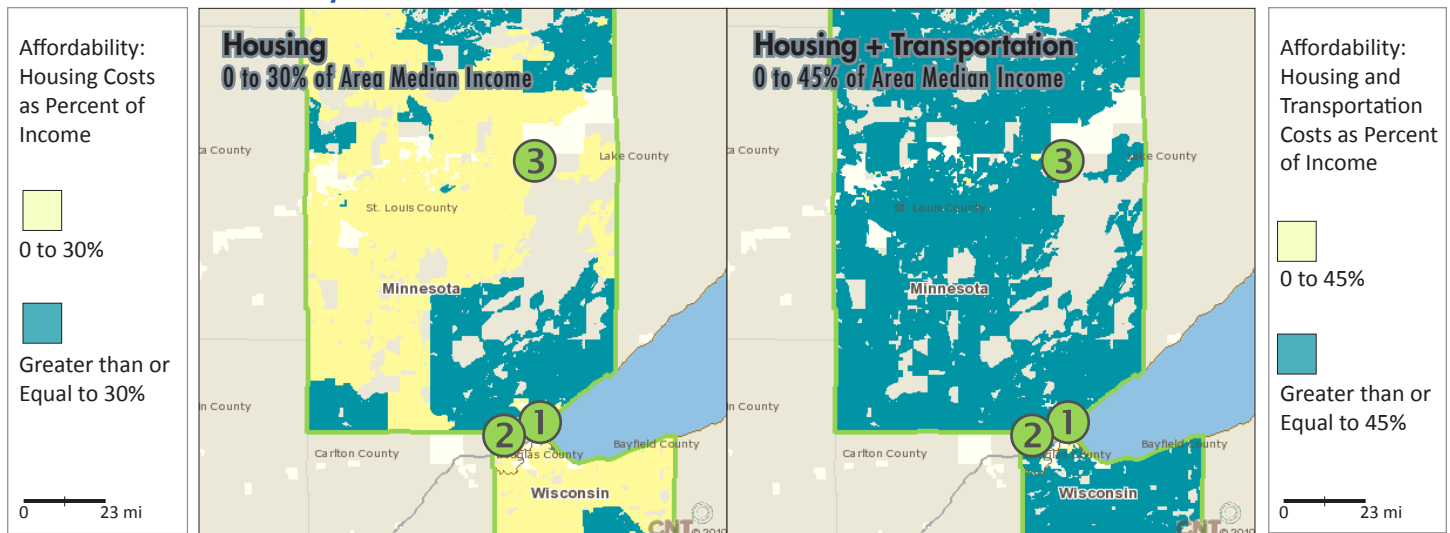 Affordability:
Housing Costs
as Percent of
Income
0 to 30%
Greater than or
Equal to 30%
0
23 mi
Housing
0 to 30% of Area Median Income
County
Lake County
St. Louis County
Minnesota
County
2
1
3
Carlton County
Douglas County
Bayfield County
Wisconsin
CNT
Housing + Transportation
0 to 45% of Area Median Income
County
Lake County
St. Louis County
Minnesota
County
2
1
3
Carlton County
County
Bayfield County
Wisconsin
CNT
Affordability:
Housing and
Transportation
Costs as Percent
of Income
0 to 45%
Greater than or
Equal to 45%
0
23 mi